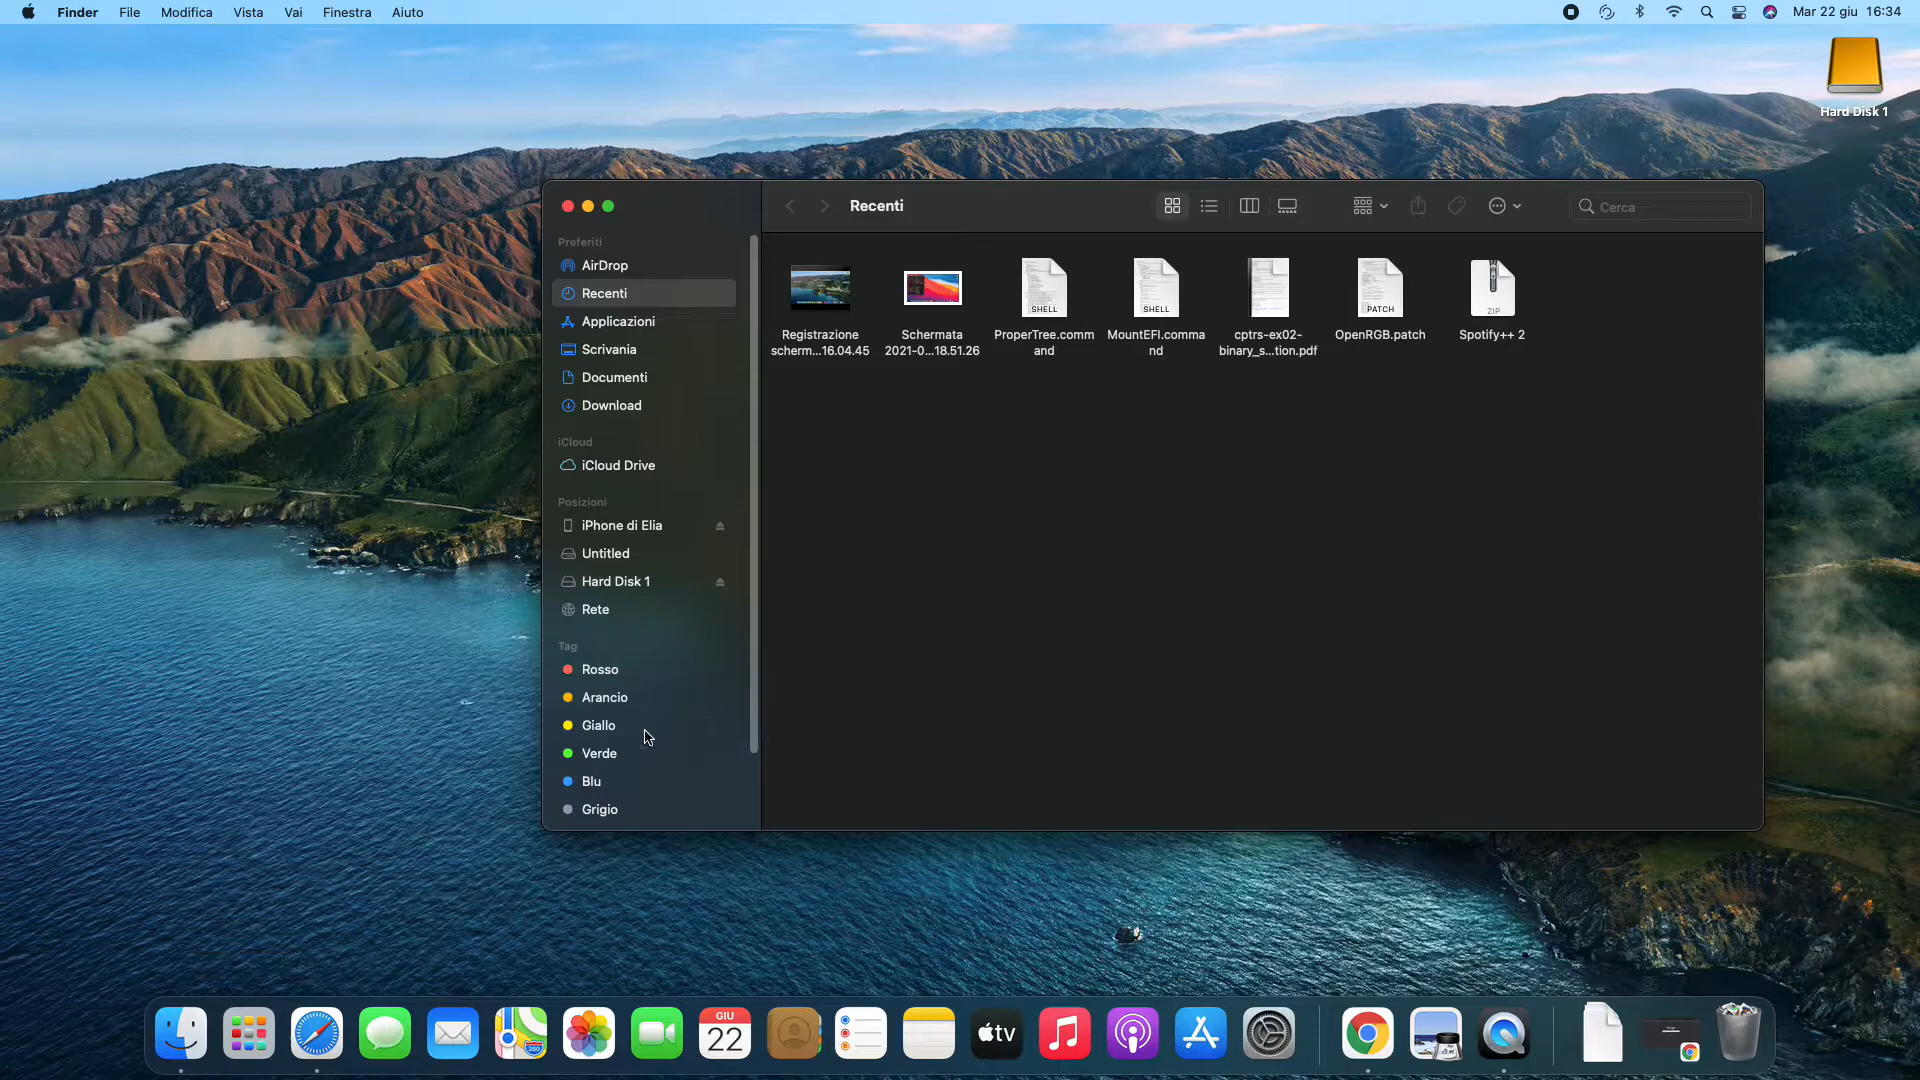 Finder File Modifica Vista Vai Finestra Aiuto Mar 22 giu 16:34
Hard Disk 1
Recenti
Cerca
Preferiti
AirDrop
Recenti
Applicazioni
Scrivania
Documenti
Download
iCloud
iCloud Drive
Posizioni
iPhone di Elia
Untitled
Hard Disk 1
Rete
Tag
Rosso
Arancio
Giallo
Verde
Blu
Grigio
SHELL
SHELL
PATCH
ZIP
Registrazione
scherm...16.04.45
Schermata
2021-0...18.51.26
ProperTree.comm
and
MountEFI.comma
nd
cptrs-ex02-
binary_s...tion.pdf
OpenRGB.patch
Spotify++ 2
280
GIU
22
tv